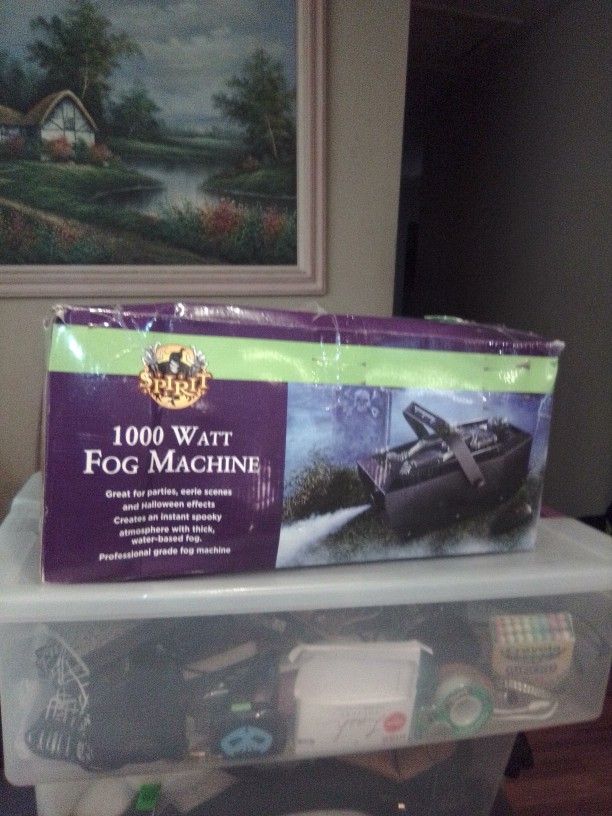 SPIRIT
1000 WATT
FOG MACHINE
Great for parties, eerie scenes
and Halloween effects
Creates an instant spooky
atmosphere with thick,
water-based fog.
Professional grade fog machine